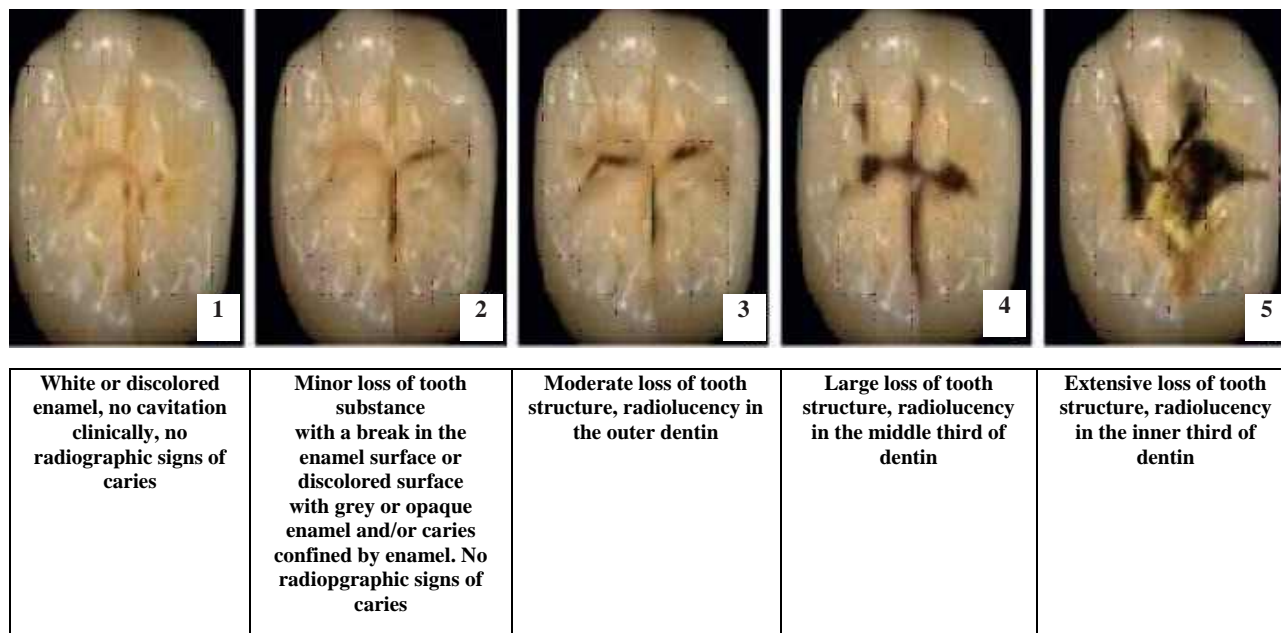 1
2
3
4
5
White or discolored
enamel, no cavitation
clinically, no
radiographic signs of
caries
Minor loss of tooth
substance
with a break in the
enamel surface or
discolored surface
with grey or opaque
enamel and/or caries
confined by enamel. No
radiopgraphic signs of
caries
Moderate loss of tooth
structure, radiolucency in
the outer dentin
Large loss of tooth
structure, radiolucency
in the middle third of
dentin
Extensive loss of tooth
structure, radiolucency
in the inner third of
dentin